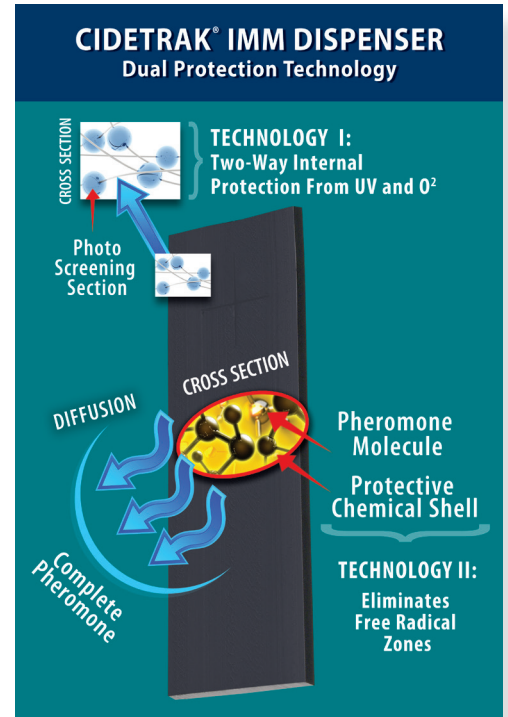 CIDETRAK® IMM DISPENSER
Dual Protection Technology
CROSS SECTION
TECHNOLOGY I:
Two-Way Internal
Protection From UV and O²
Photo
Screening
Section
CROSS SECTION
DIFFUSION
Pheromone
Molecule
Protective
Chemical Shell
Complete
Pheromone
TECHNOLOGY II:
Eliminates
Free Radical
Zones